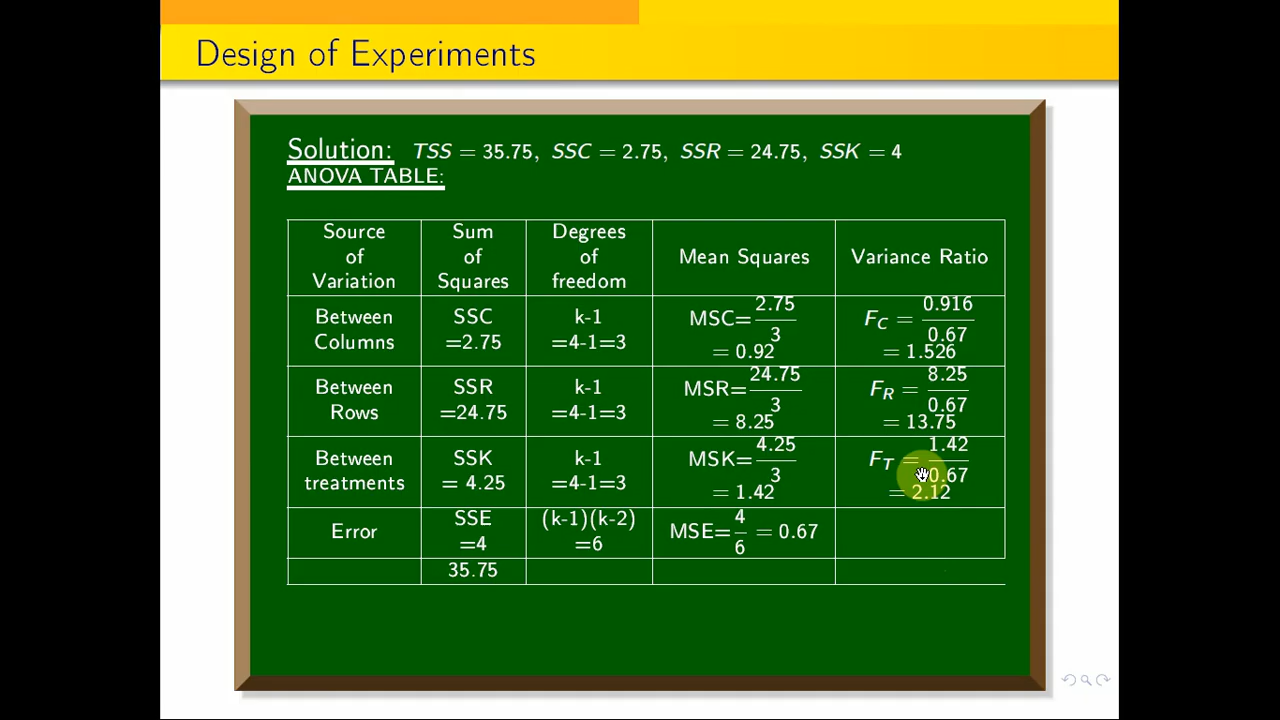 Design of Experiments
Solution: TSS = 35.75, SSC = 2.75, SSR = 24.75, SSK = 4
ANOVA TABLE:
Source of Variation
Sum of Squares
Degrees of freedom
Mean Squares
Variance Ratio
Between Columns
SSC
=2.75
k-1
=4-1=3
MSC=2.75/3
= 0.92
F_C = 0.916/0.67
= 1.526
Between Rows
SSR
=24.75
k-1
=4-1=3
MSR=24.75/3
= 8.25
F_R = 8.25/0.67
= 13.75
Between treatments
SSK
= 4.25
k-1
=4-1=3
MSK=4.25/3
= 1.42
F_T = 1.42/0.67
= 2.12
Error
SSE
=4
(k-1)(k-2)
=6
MSE=4/6 = 0.67
35.75